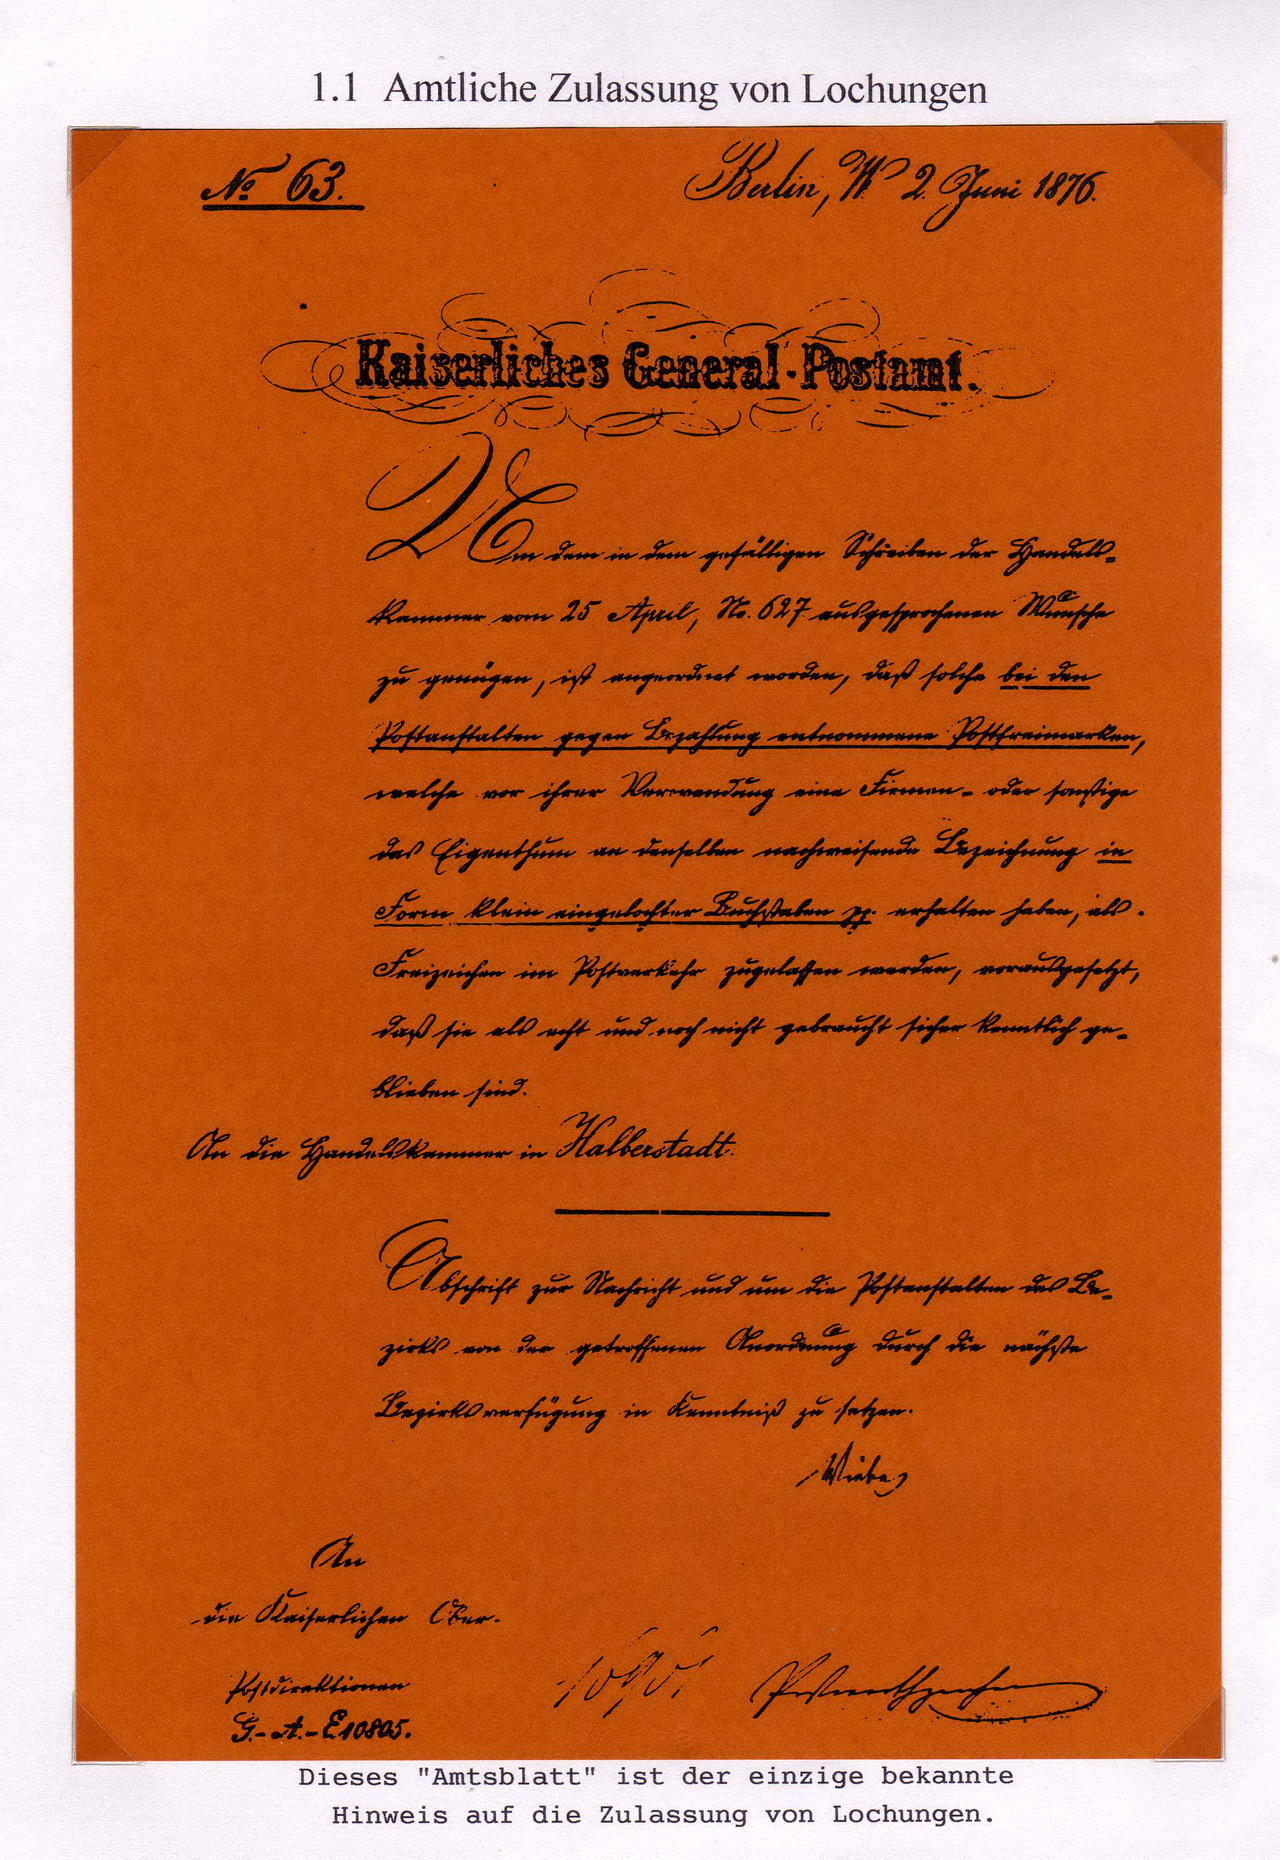 1.1 Amtliche Zulassung von Lochungen
No 63.
Berlin, W 2. Juni 1876.
Kaiserliches General-Postamt.
Um dem in dem gefälligen Schreiben der Handels-
kammer vom 25 April, No. 627 ausgesprochenen Wunsche
zu genügen, ist angeordnet worden, daß solche bei den
Postanstalten gegen Bezahlung entnommene Postfreimarken,
welche vor ihrer Verwendung eine Firmen- oder sonstige
das Eigenthum an denselben nachweisende Bezeichnung in
Form klein eingelochter Buchstaben pp. erhalten haben, als
Freizeichen im Postverkehr zugelassen werden, vorausgesetzt,
daß sie als echt und noch nicht gebraucht sicher kenntlich ge-
blieben sind.
An die Handelskammer in Halberstadt.
Abschrift zur Nachricht und um die Postanstalten des Be-
zirks von der getroffenen Anordnung durch die nächste
Bezirksverfügung in Kenntniß zu setzen.
Wiebe
An
die Kaiserlichen Ober-
Postdirektionen
G.-A.-E 10805.
Postwerthzeichen
Dieses "Amtsblatt" ist der einzige bekannte
Hinweis auf die Zulassung von Lochungen.